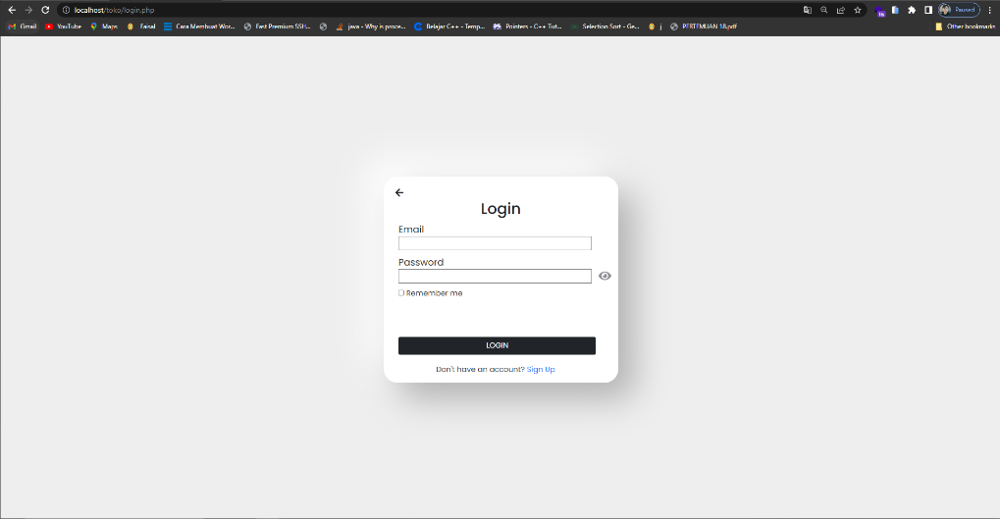 localhost/toko/login.php
Paused
Gmail YouTube Maps Faisal Cara Membuat Wor... Fast Premium SSH... java - Why is proce... Belajar C++ - Temp... Pointers - C++ Tut... Selection Sort - Ge... j PERTEMUAN 18.pdf Other bookmarks
Login
Email
Password
Remember me
LOGIN
Don't have an account? Sign Up